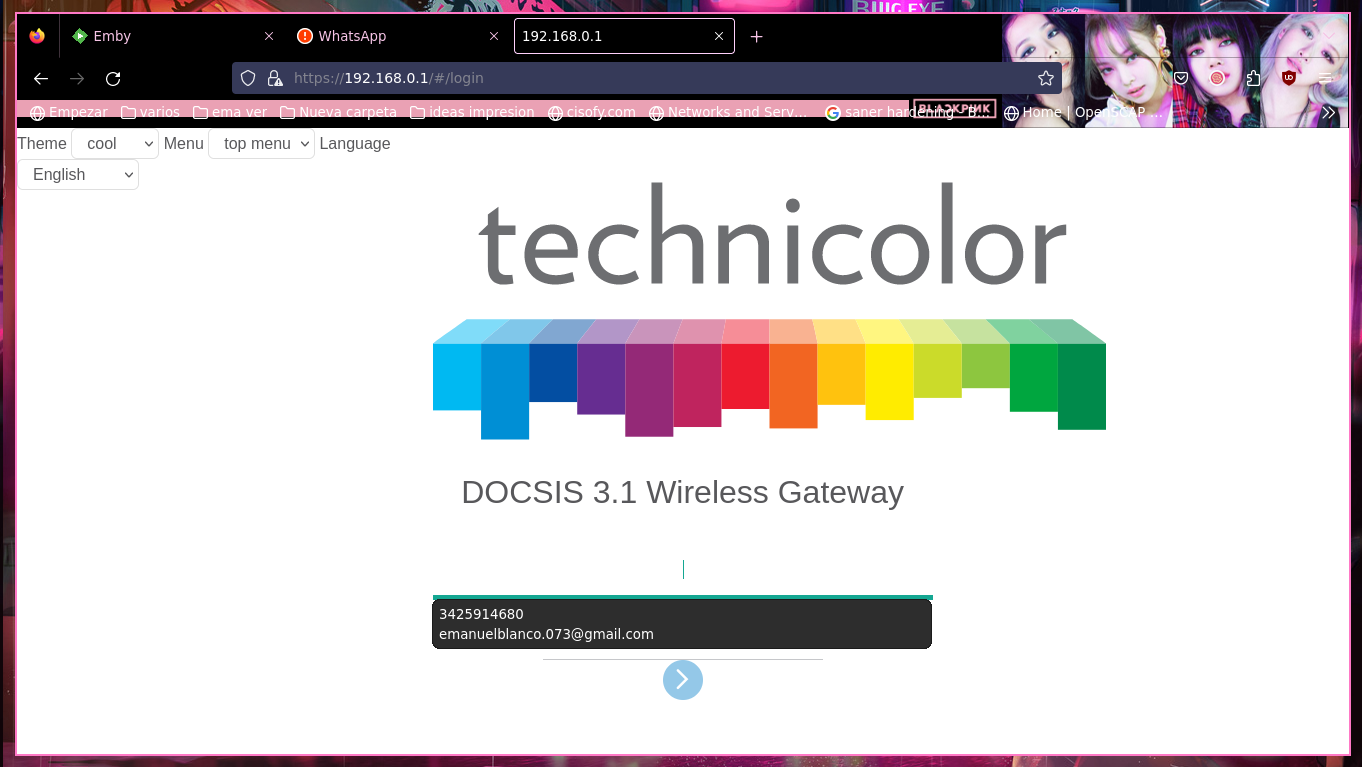 BIIG EYE
Emby
WhatsApp
192.168.0.1
https://192.168.0.1/#/login
Empezar varios ema ver Nueva carpeta ideas impresion cisofy.com Networks and Serv… saner hardening - B… Home | OpenSCAP …
BLACKPINK
Theme cool Menu top menu Language
English
technicolor
DOCSIS 3.1 Wireless Gateway
3425914680
emanuelblanco.073@gmail.com